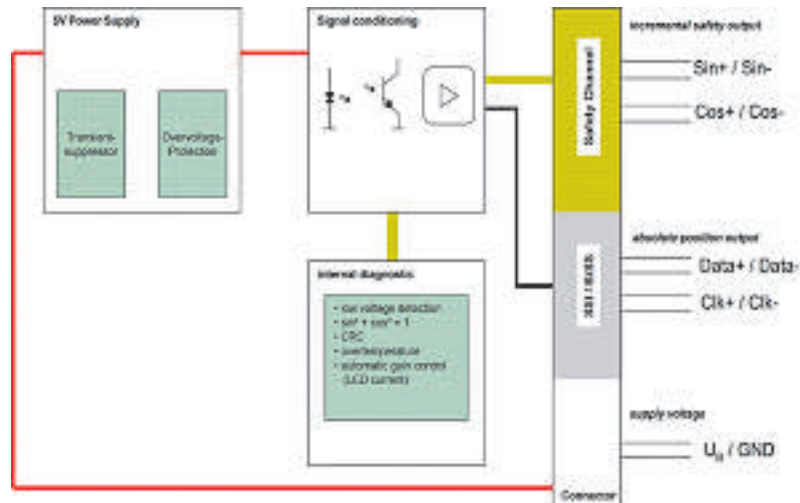 5V Power Supply
Transient-
suppressor
Overvoltage-
Protection
Signal conditioning
internal diagnostic
• low voltage detection
• sin² + cos² = 1
• CRC
• overtemperature
• automatic gain control
(LED current)
Safety Channel
SSI / BiSS
Connector
incremental safety output
Sin+ / Sin-
Cos+ / Cos-
absolute position output
Data+ / Data-
Clk+ / Clk-
supply voltage
U_B / GND